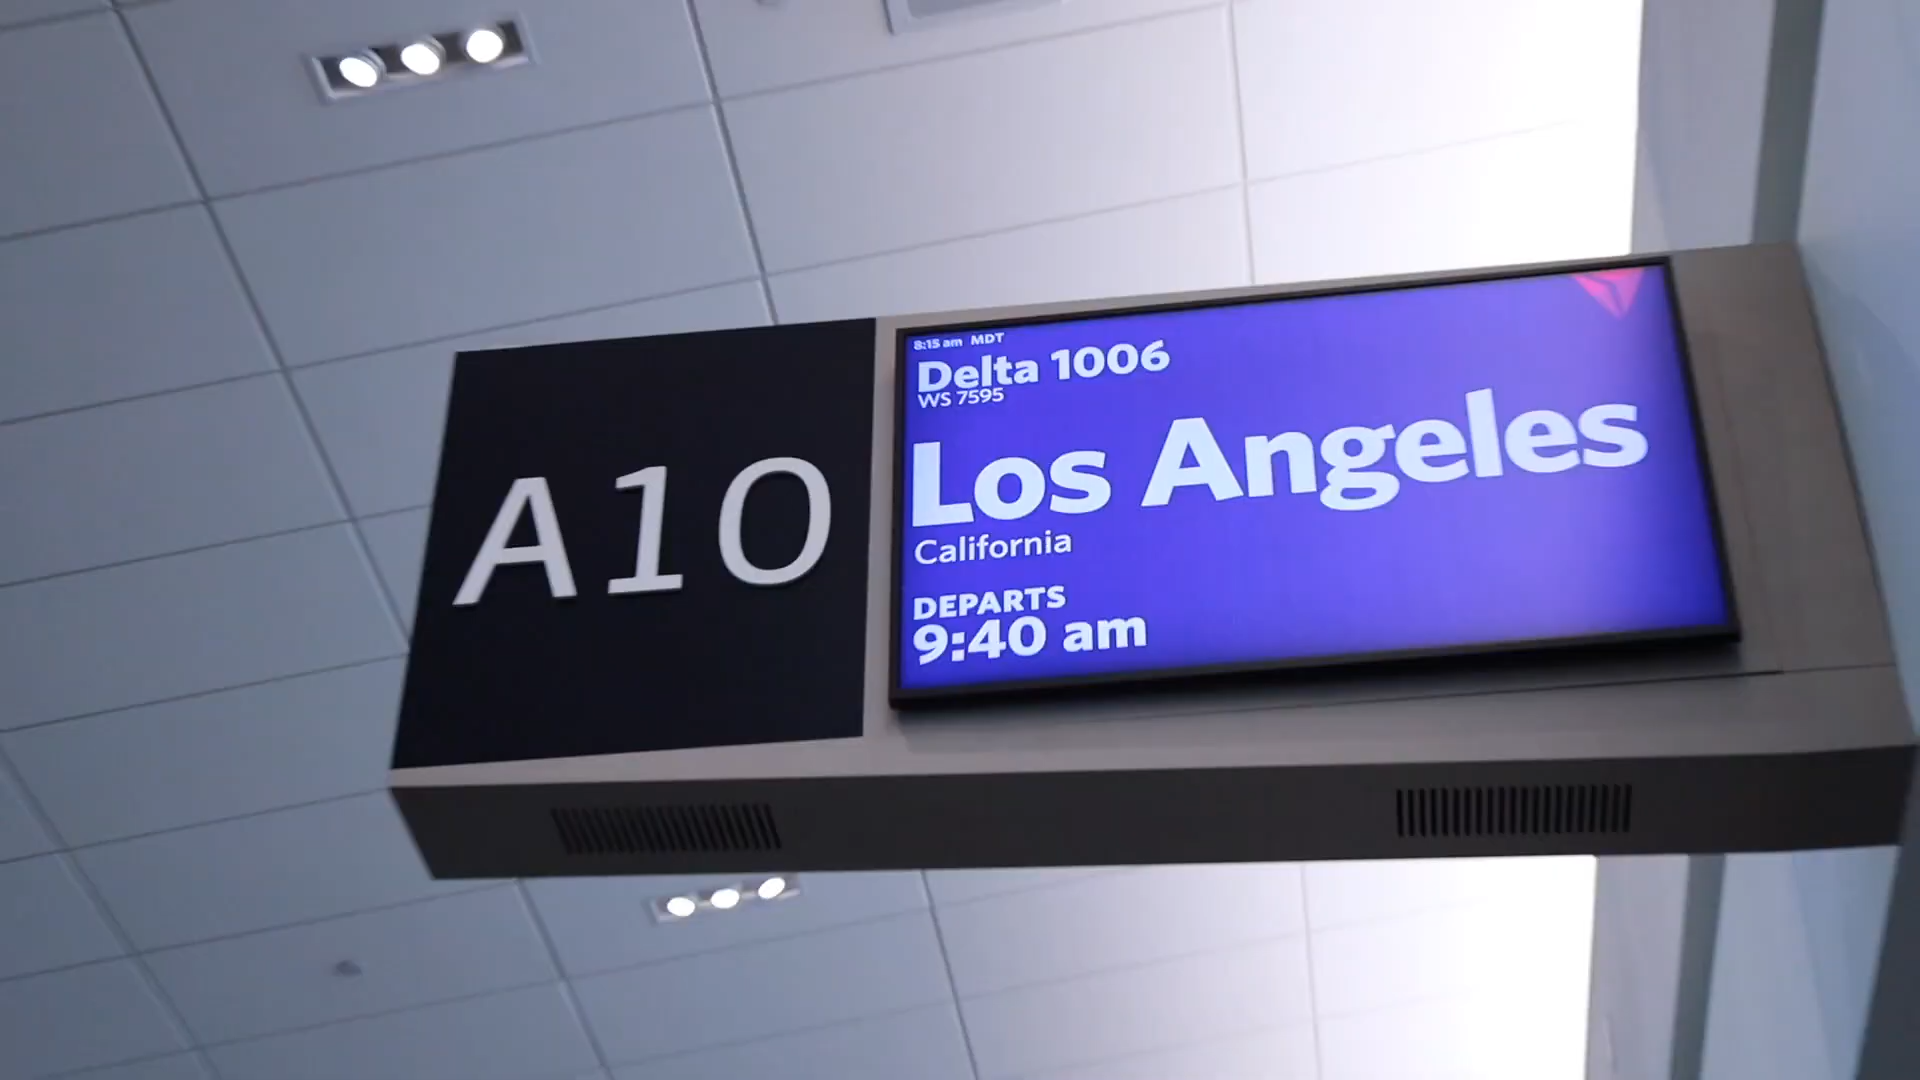 A10
8:15 am MDT
Delta 1006
WS 7595
Los Angeles
California
DEPARTS
9:40 am